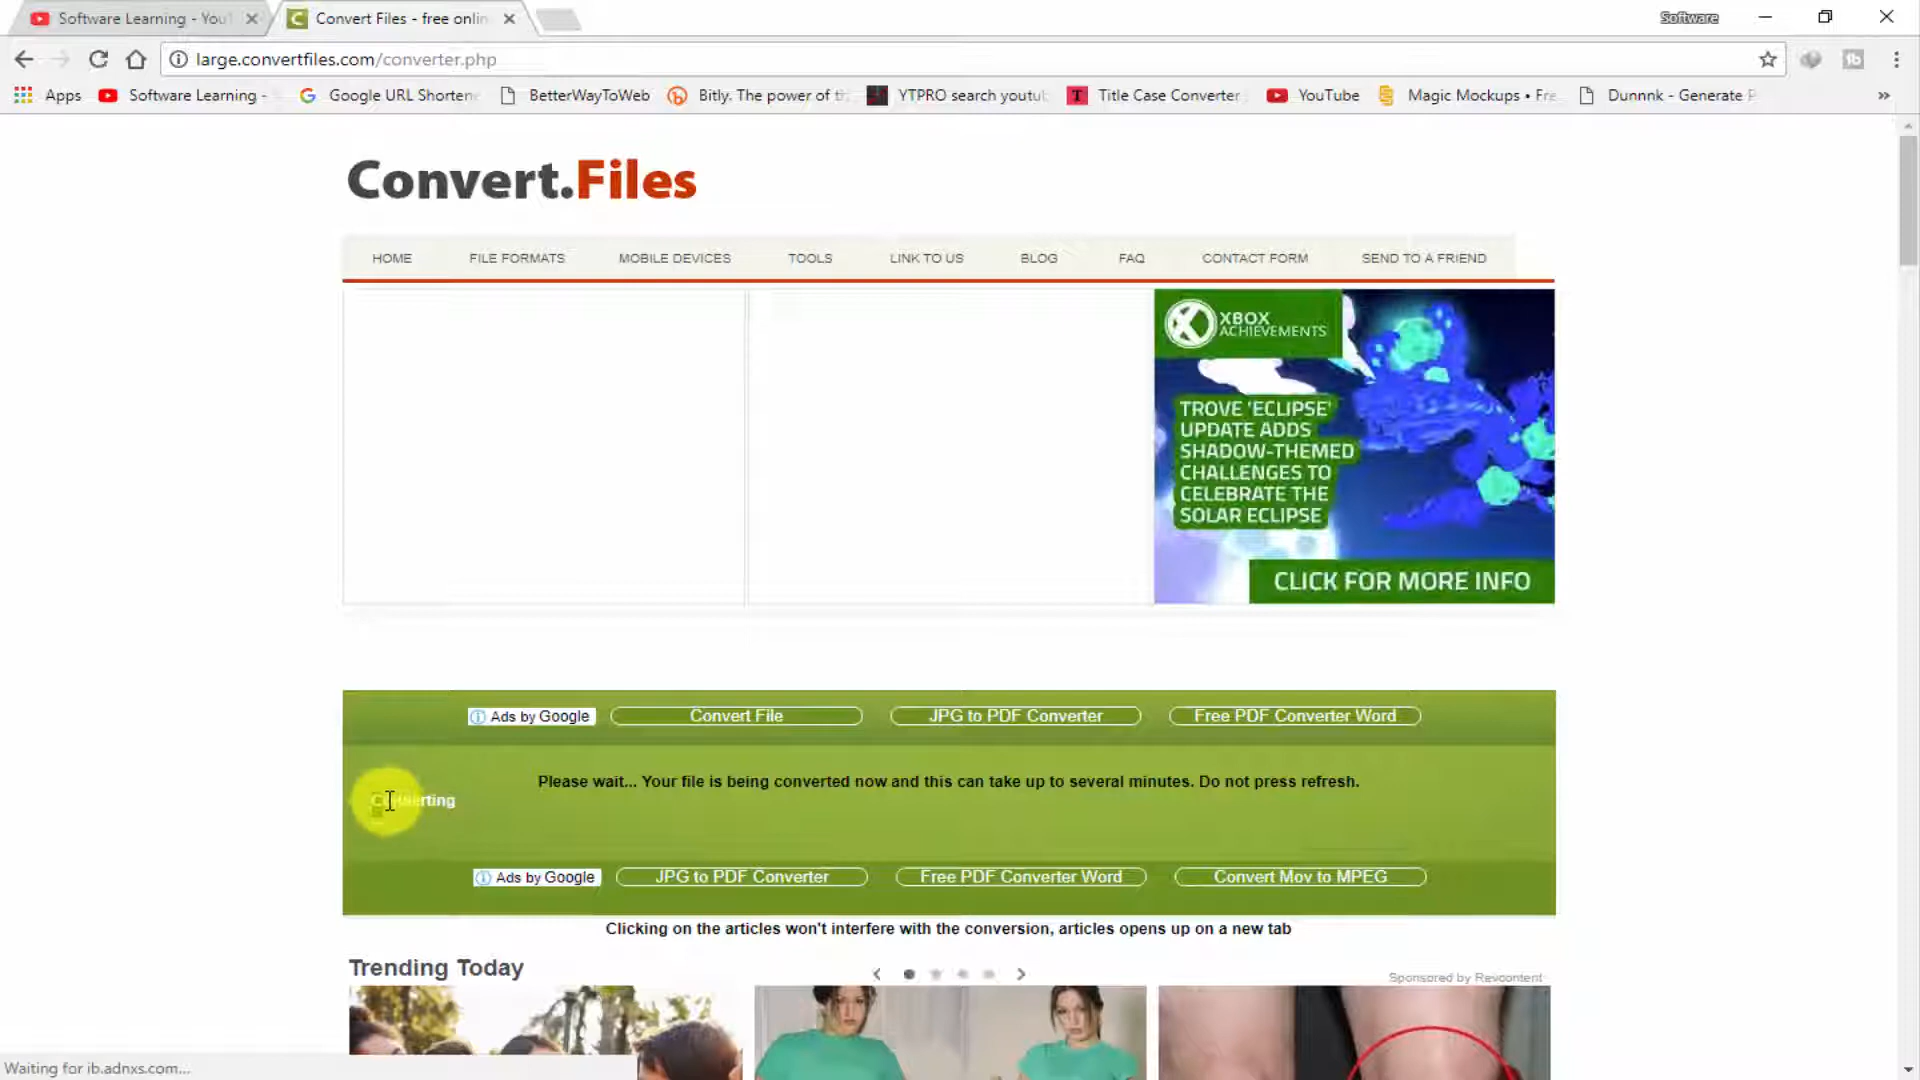 Software Learning - You
Convert Files - free onlin
Software
large.convertfiles.com/converter.php
Apps
Software Learning -
Google URL Shortene
BetterWayToWeb
Bitly. The power of t
YTPRO search youtu
Title Case Converter
YouTube
Magic Mockups • Fre
Dunnnk - Generate P
Convert.Files
HOME
FILE FORMATS
MOBILE DEVICES
TOOLS
LINK TO US
BLOG
FAQ
CONTACT FORM
SEND TO A FRIEND
XBOX
ACHIEVEMENTS
TROVE 'ECLIPSE'
UPDATE ADDS
SHADOW-THEMED
CHALLENGES TO
CELEBRATE THE
SOLAR ECLIPSE
CLICK FOR MORE INFO
Ads by Google
Convert File
JPG to PDF Converter
Free PDF Converter Word
Please wait... Your file is being converted now and this can take up to several minutes. Do not press refresh.
Converting
Ads by Google
JPG to PDF Converter
Free PDF Converter Word
Convert Mov to MPEG
Clicking on the articles won't interfere with the conversion, articles opens up on a new tab
Trending Today
Sponsored by Revcontent
Waiting for ib.adnxs.com...